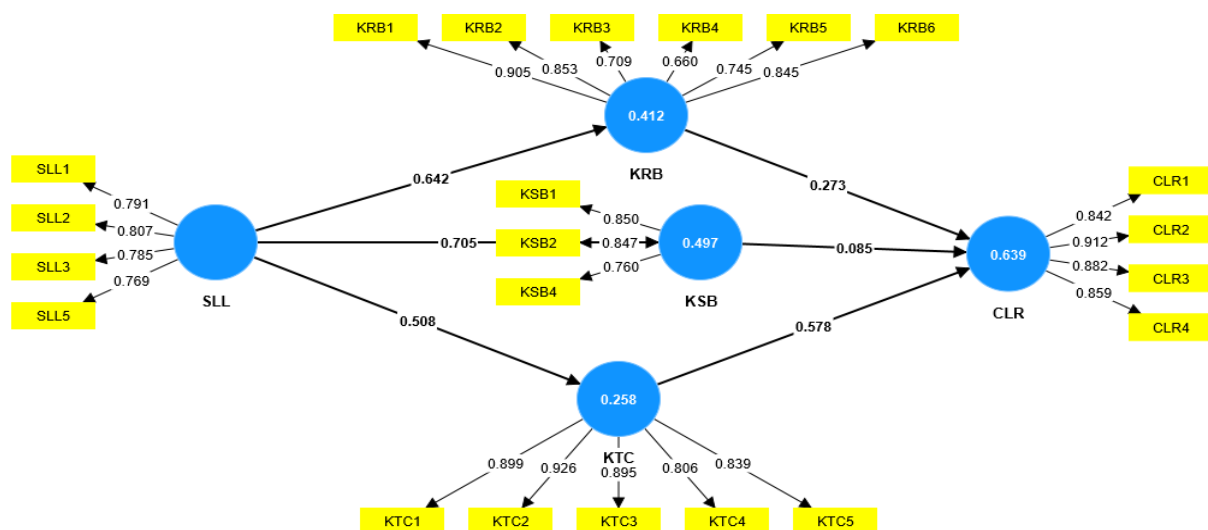 KRB1
KRB2
KRB3
KRB4
KRB5
KRB6
0.905
0.853
0.709
0.660
0.745
0.845
0.412
KRB
SLL1
SLL2
SLL3
SLL5
0.791
0.807
0.785
0.769
SLL
0.642
0.705
0.508
KSB1
KSB2
KSB4
0.850
0.847
0.760
0.497
KSB
0.273
0.085
0.578
0.639
CLR
CLR1
CLR2
CLR3
CLR4
0.842
0.912
0.882
0.859
0.258
KTC
0.899
0.926
0.895
0.806
0.839
KTC1
KTC2
KTC3
KTC4
KTC5